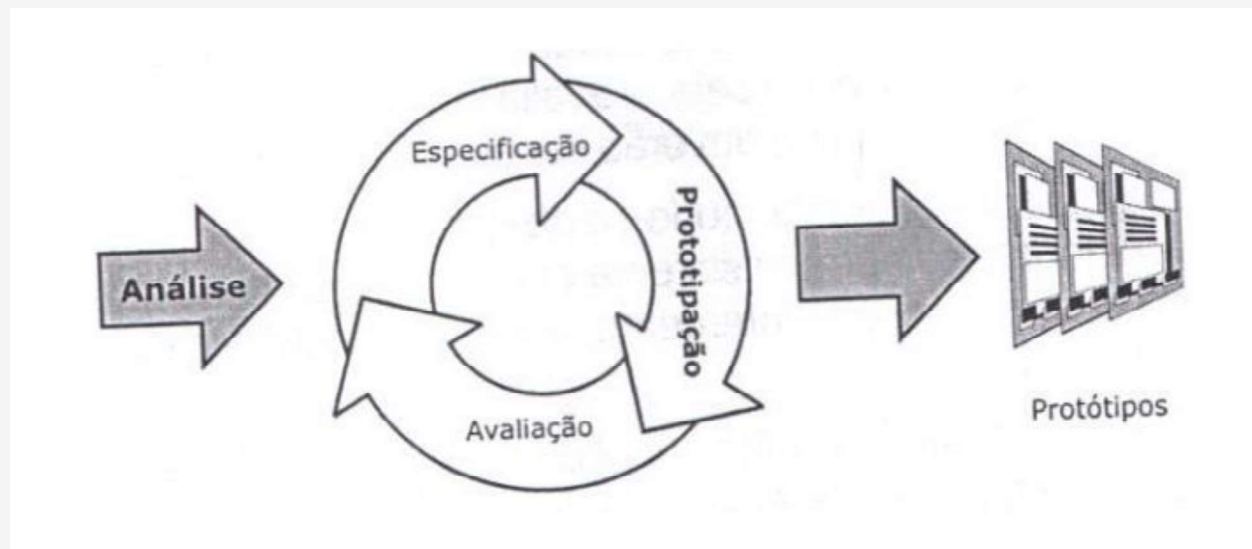 Análise
Especificação
Prototipação
Avaliação
Protótipos